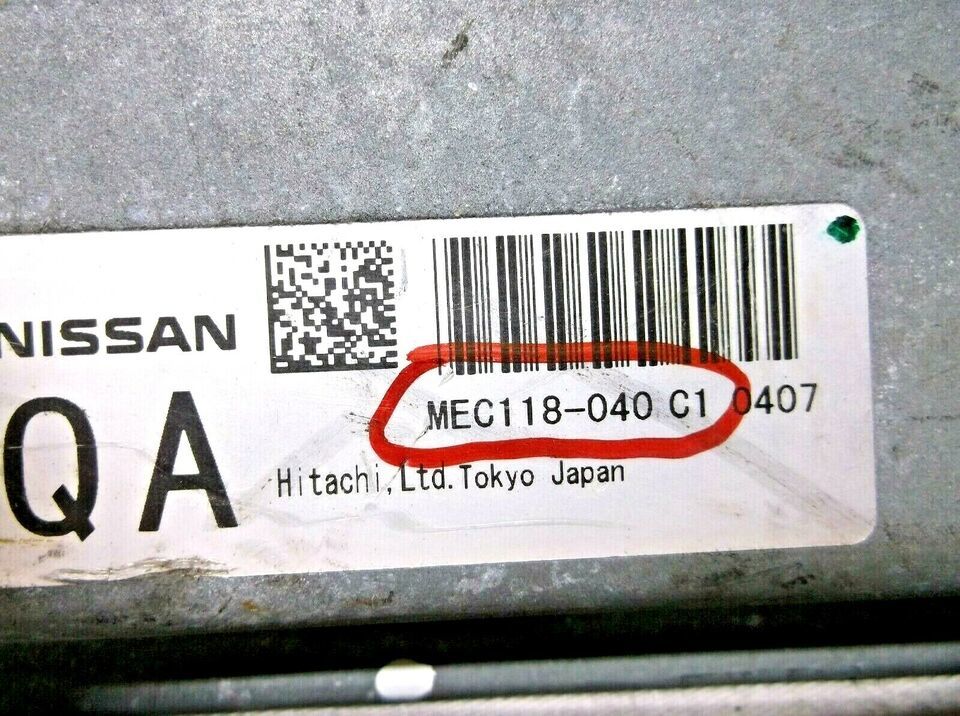 NISSAN
QA
MEC118-040 C1 0407
Hitachi,Ltd.Tokyo Japan